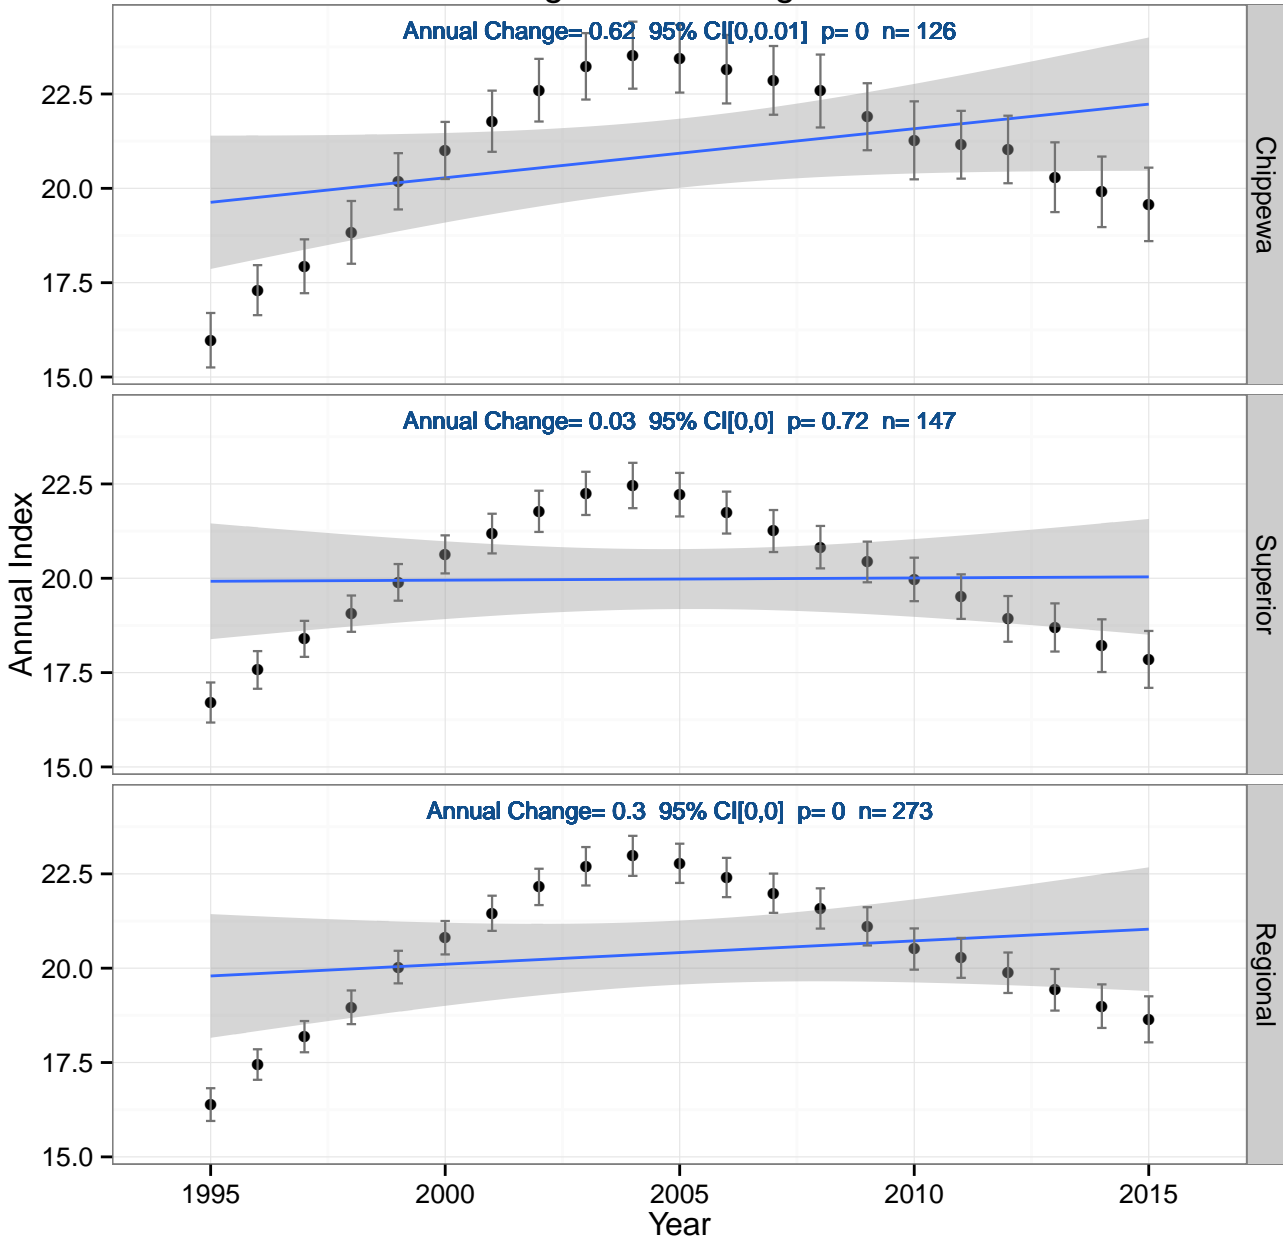 Annual Change= 0.62  95% CI[0,0.01]  p= 0  n= 126
22.5
20.0
17.5
15.0
Chippewa
Annual Change= 0.03  95% CI[0,0]  p= 0.72  n= 147
22.5
20.0
17.5
15.0
Superior
Annual Index
Annual Change= 0.3  95% CI[0,0]  p= 0  n= 273
22.5
20.0
17.5
15.0
Regional
1995 2000 2005 2010 2015
Year